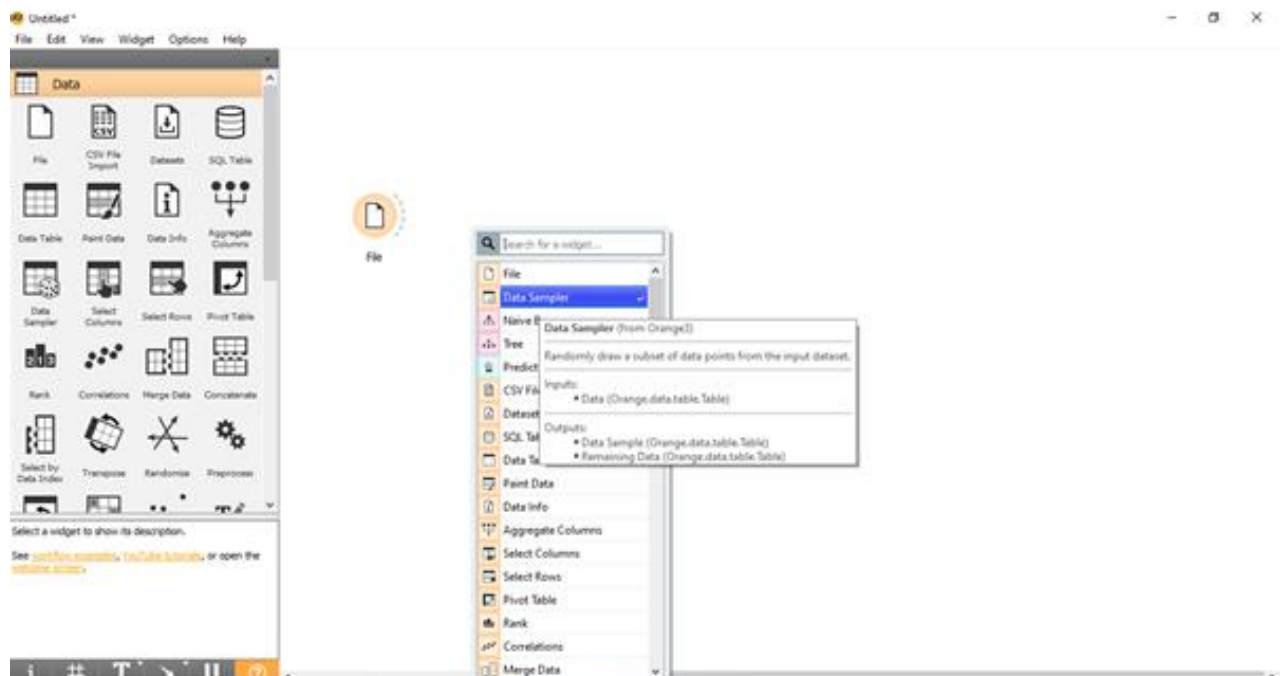 Untitled *
File Edit View Widget Options Help
Data
File CSV File Import Datasets SQL Table
Data Table Paint Data Data Info Aggregate Columns
Data Sampler Select Columns Select Rows Pivot Table
Rank Correlations Merge Data Concatenate
Select by Data Index Transpose Randomize Preprocess
Select a widget to show its description.
See workflow examples, YouTube tutorials, or open the
welcome screen.
File
Search for a widget...
File
Data Sampler
Naive B
Tree
Predict
CSV File
Dataset
SQL Tab
Data Ta
Paint Data
Data Info
Aggregate Columns
Select Columns
Select Rows
Pivot Table
Rank
Correlations
Merge Data
Data Sampler (from Orange3)
Randomly draw a subset of data points from the input dataset.
Inputs:
• Data (Orange.data.table.Table)
Outputs:
• Data Sample (Orange.data.table.Table)
• Remaining Data (Orange.data.table.Table)